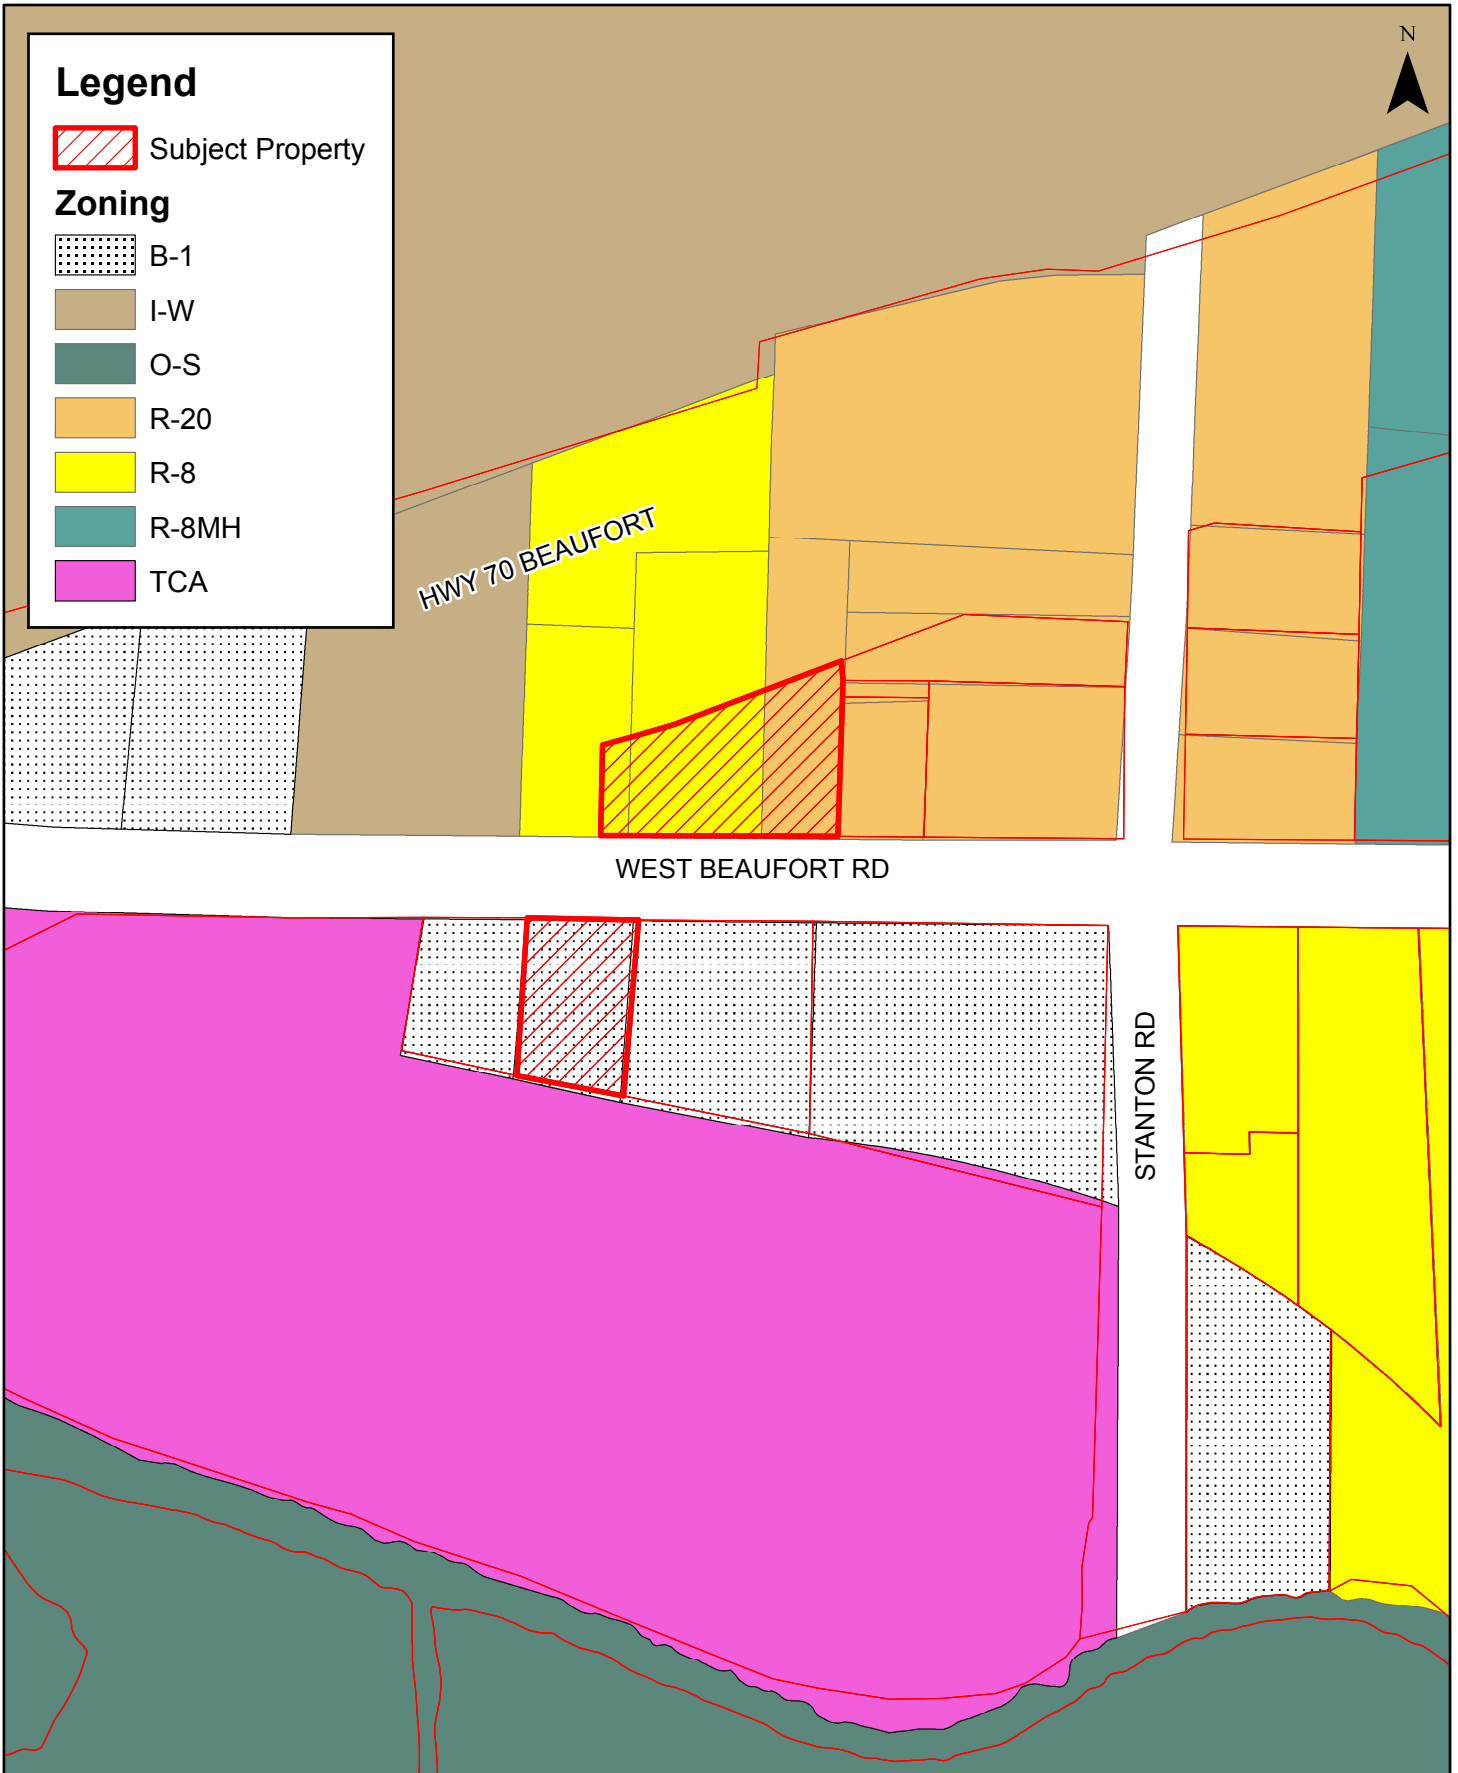 N
Legend
Subject Property
Zoning
B-1
I-W
O-S
R-20
R-8
R-8MH
TCA
HWY 70 BEAUFORT
WEST BEAUFORT RD
STANTON RD